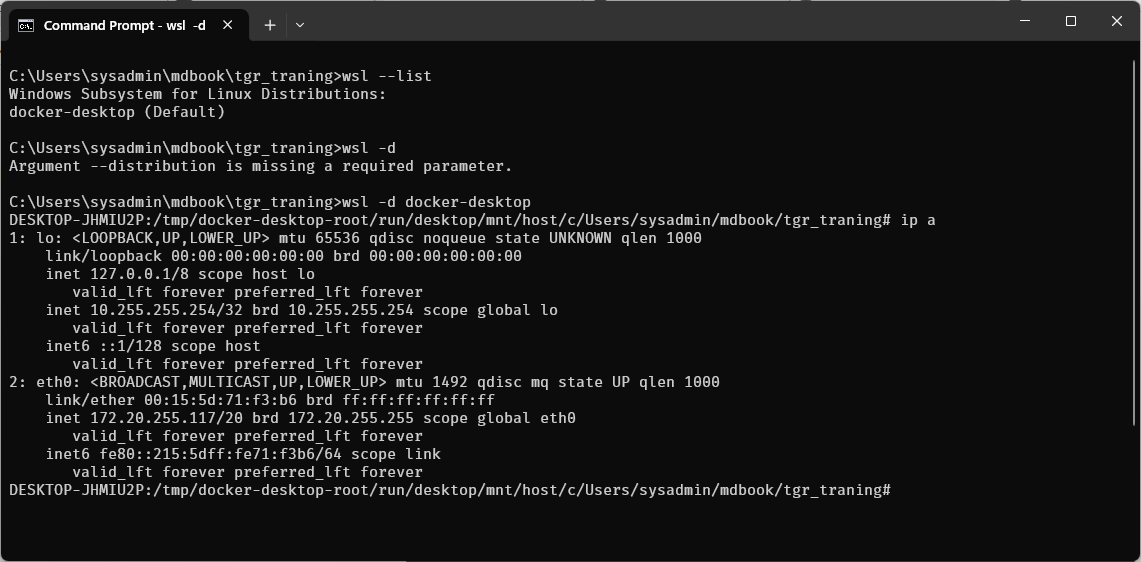 Command Prompt - wsl  -d
C:\Users\sysadmin\mdbook\tgr_traning>wsl --list
Windows Subsystem for Linux Distributions:
docker-desktop (Default)
C:\Users\sysadmin\mdbook\tgr_traning>wsl -d
Argument --distribution is missing a required parameter.
C:\Users\sysadmin\mdbook\tgr_traning>wsl -d docker-desktop
DESKTOP-JHMIU2P:/tmp/docker-desktop-root/run/desktop/mnt/host/c/Users/sysadmin/mdbook/tgr_traning# ip a
1: lo: <LOOPBACK,UP,LOWER_UP> mtu 65536 qdisc noqueue state UNKNOWN qlen 1000
    link/loopback 00:00:00:00:00:00 brd 00:00:00:00:00:00
    inet 127.0.0.1/8 scope host lo
       valid_lft forever preferred_lft forever
    inet 10.255.255.254/32 brd 10.255.255.254 scope global lo
       valid_lft forever preferred_lft forever
    inet6 ::1/128 scope host
       valid_lft forever preferred_lft forever
2: eth0: <BROADCAST,MULTICAST,UP,LOWER_UP> mtu 1492 qdisc mq state UP qlen 1000
    link/ether 00:15:5d:71:f3:b6 brd ff:ff:ff:ff:ff:ff
    inet 172.20.255.117/20 brd 172.20.255.255 scope global eth0
       valid_lft forever preferred_lft forever
    inet6 fe80::215:5dff:fe71:f3b6/64 scope link
       valid_lft forever preferred_lft forever
DESKTOP-JHMIU2P:/tmp/docker-desktop-root/run/desktop/mnt/host/c/Users/sysadmin/mdbook/tgr_traning#